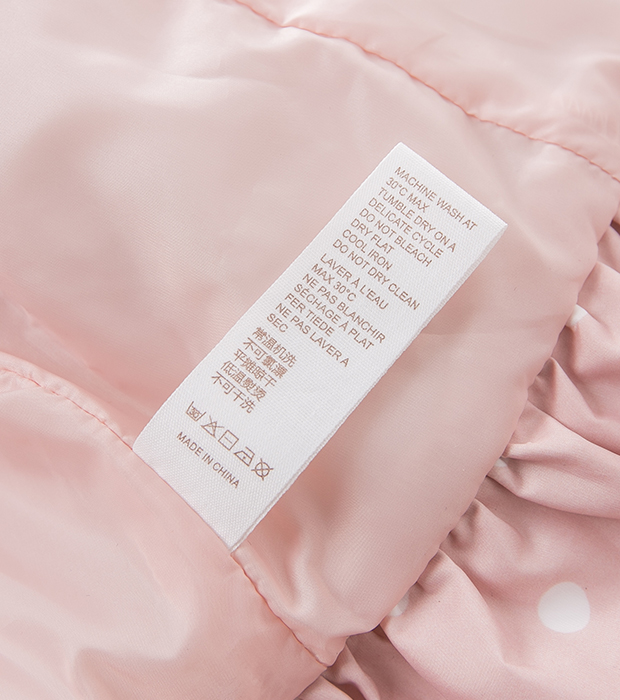 MACHINE WASH AT
30°C MAX
TUMBLE DRY ON A
DELICATE CYCLE
DO NOT BLEACH
DRY FLAT
COOL IRON
DO NOT DRY CLEAN
LAVER À L'EAU
MAX 30°C
NE PAS BLANCHIR
SÉCHAGE À PLAT
FER TIEDE
NE PAS LAVER A
SEC
常温机洗
不可氯漂
平摊晾干
低温熨烫
不可干洗
MADE IN CHINA